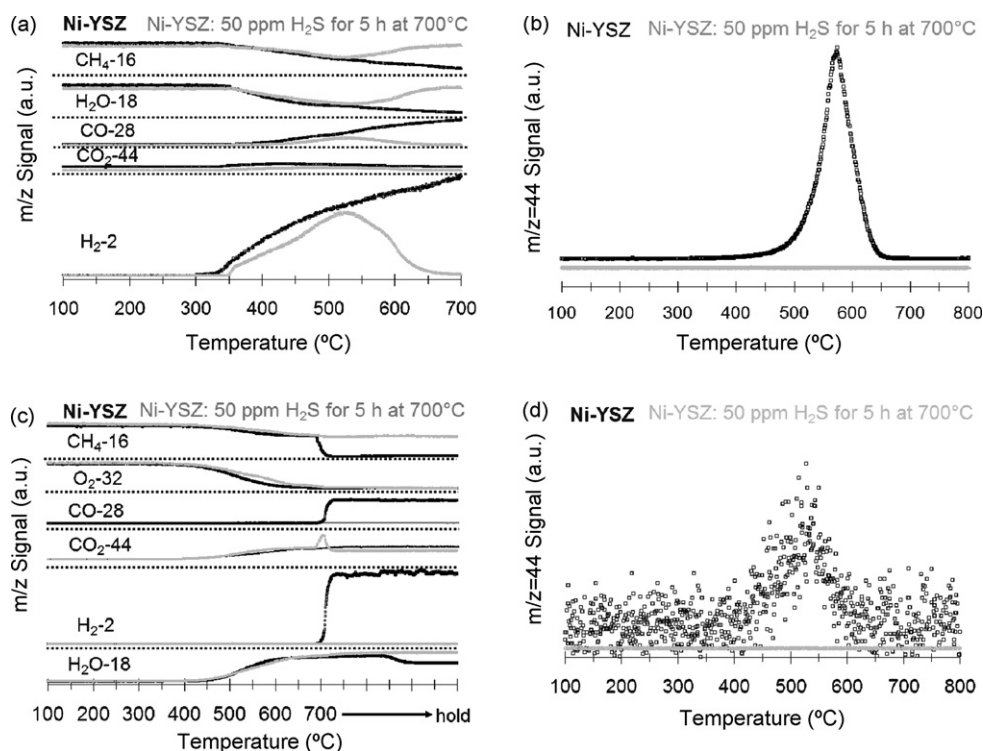 (a) Ni-YSZ Ni-YSZ: 50 ppm H₂S for 5 h at 700°C
CH₄-16
H₂O-18
CO-28
CO₂-44
H₂-2
m/z Signal (a.u.)
100 200 300 400 500 600 700
Temperature (ºC)
(b) Ni-YSZ Ni-YSZ: 50 ppm H₂S for 5 h at 700°C
m/z=44 Signal (a.u.)
100 200 300 400 500 600 700 800
Temperature (ºC)
(c) Ni-YSZ Ni-YSZ: 50 ppm H₂S for 5 h at 700°C
CH₄-16
O₂-32
CO-28
CO₂-44
H₂-2
H₂O-18
m/z Signal (a.u.)
100 200 300 400 500 600 700 hold
Temperature (ºC)
(d) Ni-YSZ Ni-YSZ: 50 ppm H₂S for 5 h at 700°C
m/z=44 Signal (a.u.)
100 200 300 400 500 600 700 800
Temperature (ºC)